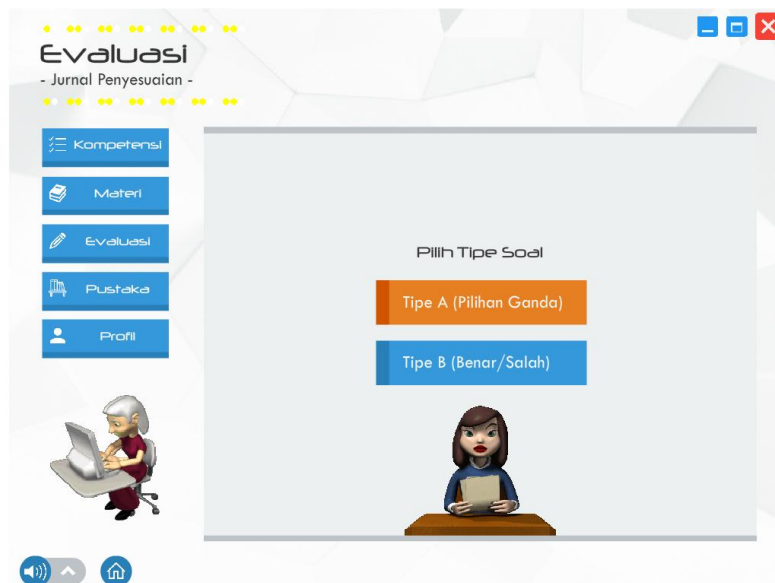 Evaluasi
- Jurnal Penyesuaian -
Kompetensi
Materi
Evaluasi
Pustaka
Profil
Pilih Tipe Soal
Tipe A (Pilihan Ganda)
Tipe B (Benar/Salah)